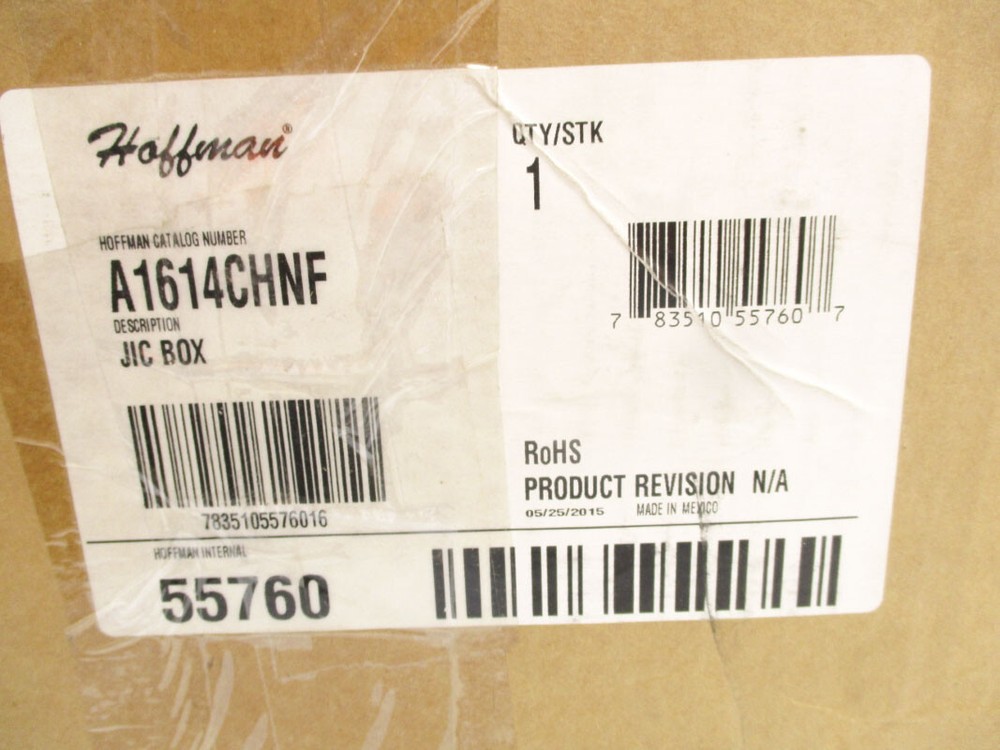 Hoffman®
HOFFMAN CATALOG NUMBER
A1614CHNF
DESCRIPTION
JIC BOX
7835105576016
QTY/STK
1
7 83510 55760 7
RoHS
PRODUCT REVISION N/A
05/25/2015 MADE IN MEXICO
HOFFMAN INTERNAL
55760